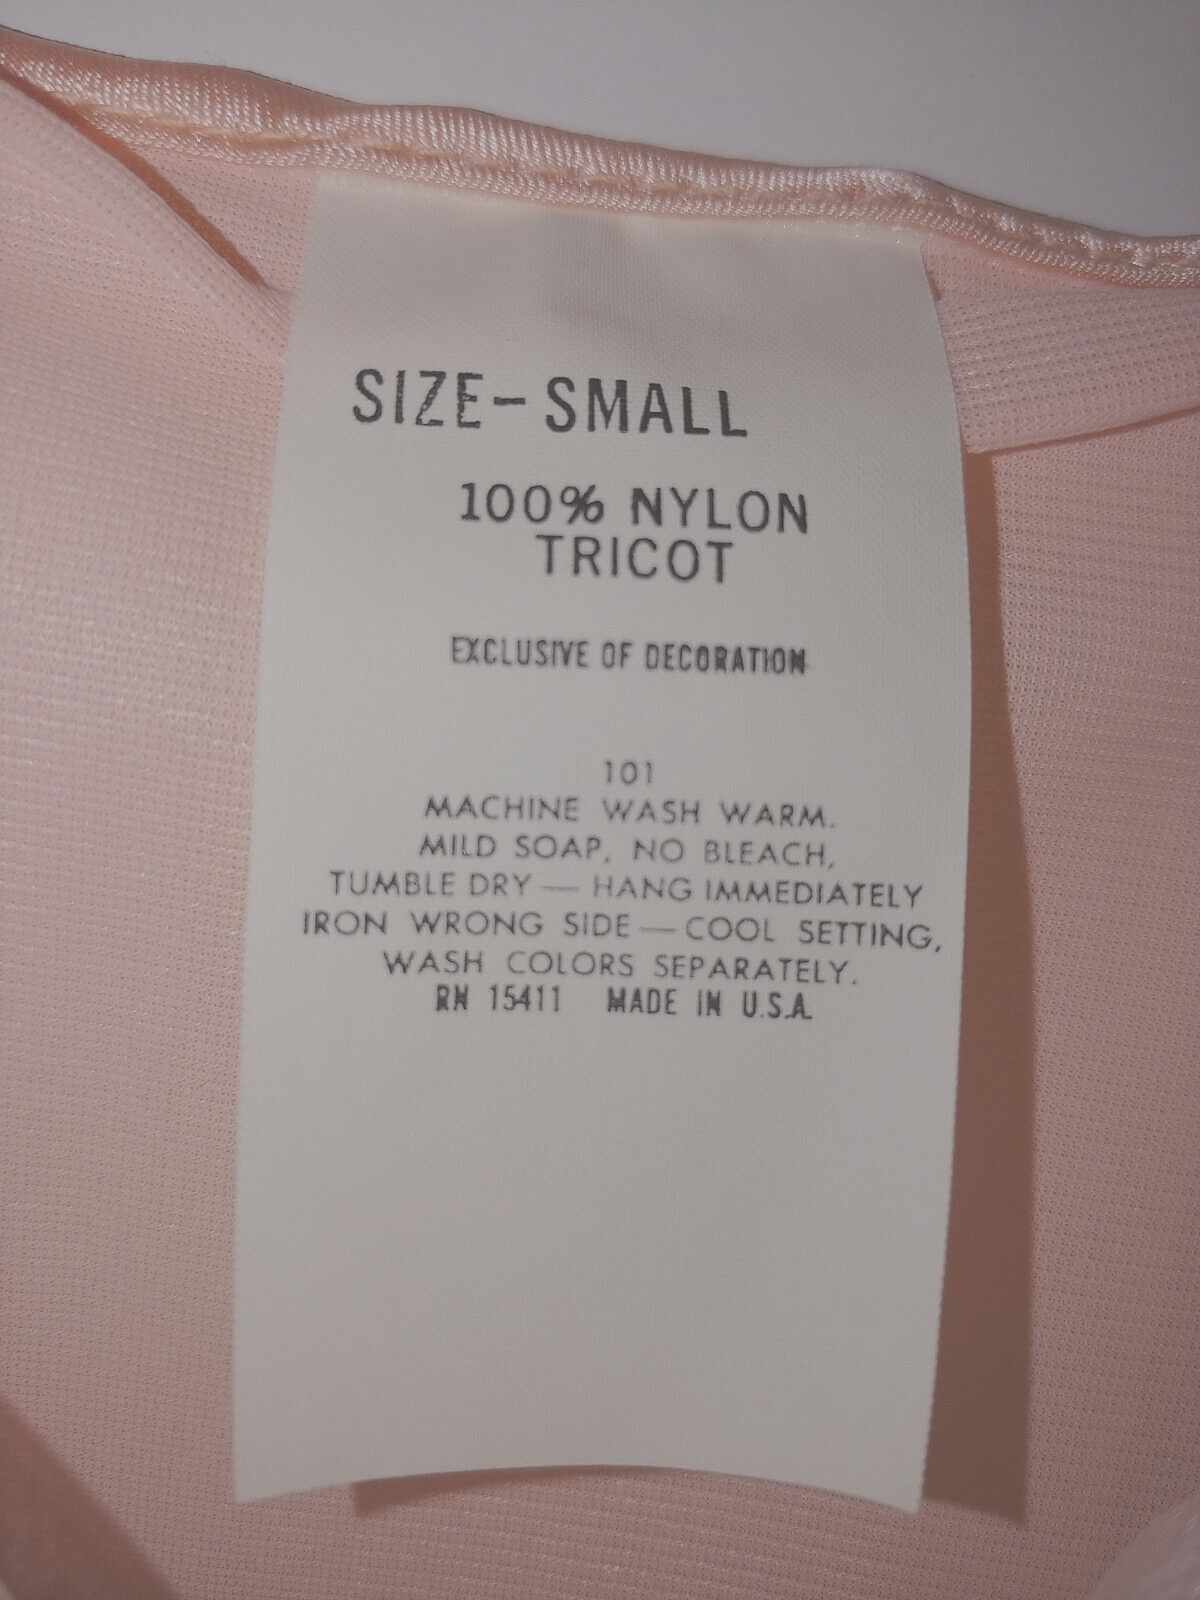 SIZE-SMALL
100% NYLON
TRICOT
EXCLUSIVE OF DECORATION
101
MACHINE WASH WARM.
MILD SOAP, NO BLEACH,
TUMBLE DRY — HANG IMMEDIATELY
IRON WRONG SIDE — COOL SETTING,
WASH COLORS SEPARATELY.
RN 15411 MADE IN U.S.A.